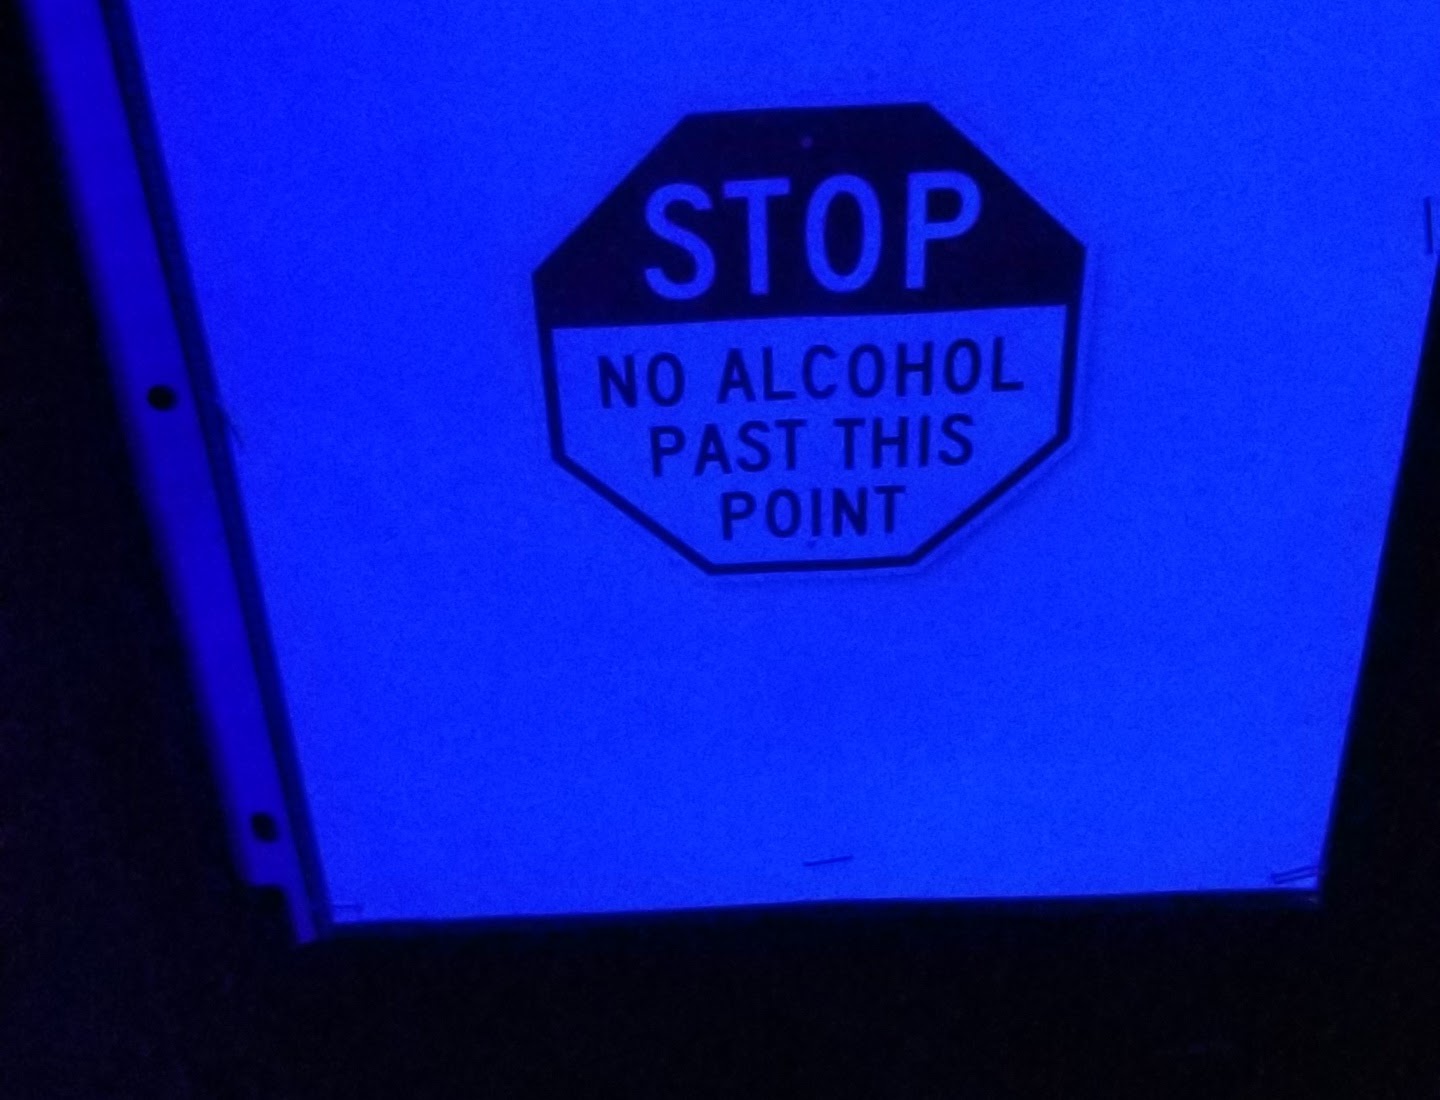 STOP
NO ALCOHOL
PAST THIS
POINT